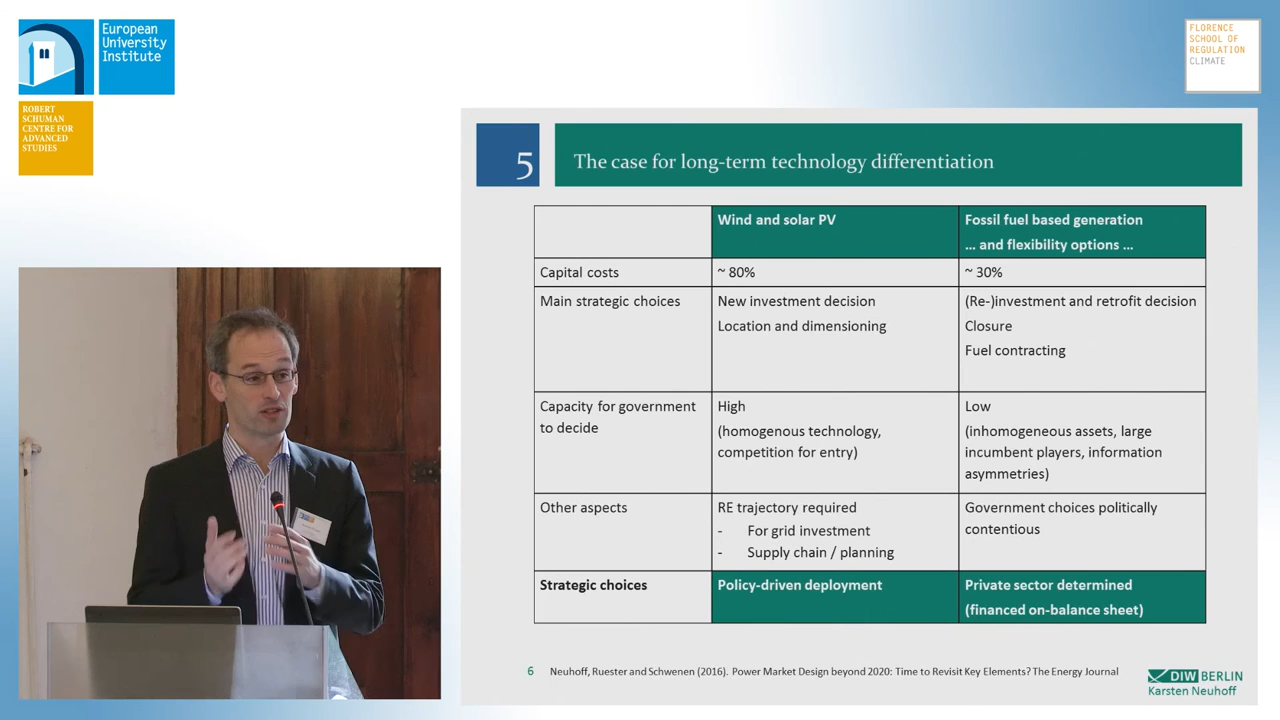 European
University
Institute
ROBERT
SCHUMAN
CENTRE FOR
ADVANCED
STUDIES
FLORENCE
SCHOOL OF
REGULATION
CLIMATE
5
The case for long-term technology differentiation
Wind and solar PV
Fossil fuel based generation
… and flexibility options …
Capital costs
~ 80%
~ 30%
Main strategic choices
New investment decision
Location and dimensioning
(Re-)investment and retrofit decision
Closure
Fuel contracting
Capacity for government
to decide
High
(homogenous technology,
competition for entry)
Low
(inhomogeneous assets, large
incumbent players, information
asymmetries)
Other aspects
RE trajectory required
- For grid investment
- Supply chain / planning
Government choices politically
contentious
Strategic choices
Policy-driven deployment
Private sector determined
(financed on-balance sheet)
6 Neuhoff, Ruester and Schwenen (2016). Power Market Design beyond 2020: Time to Revisit Key Elements? The Energy Journal
DIW BERLIN
Karsten Neuhoff